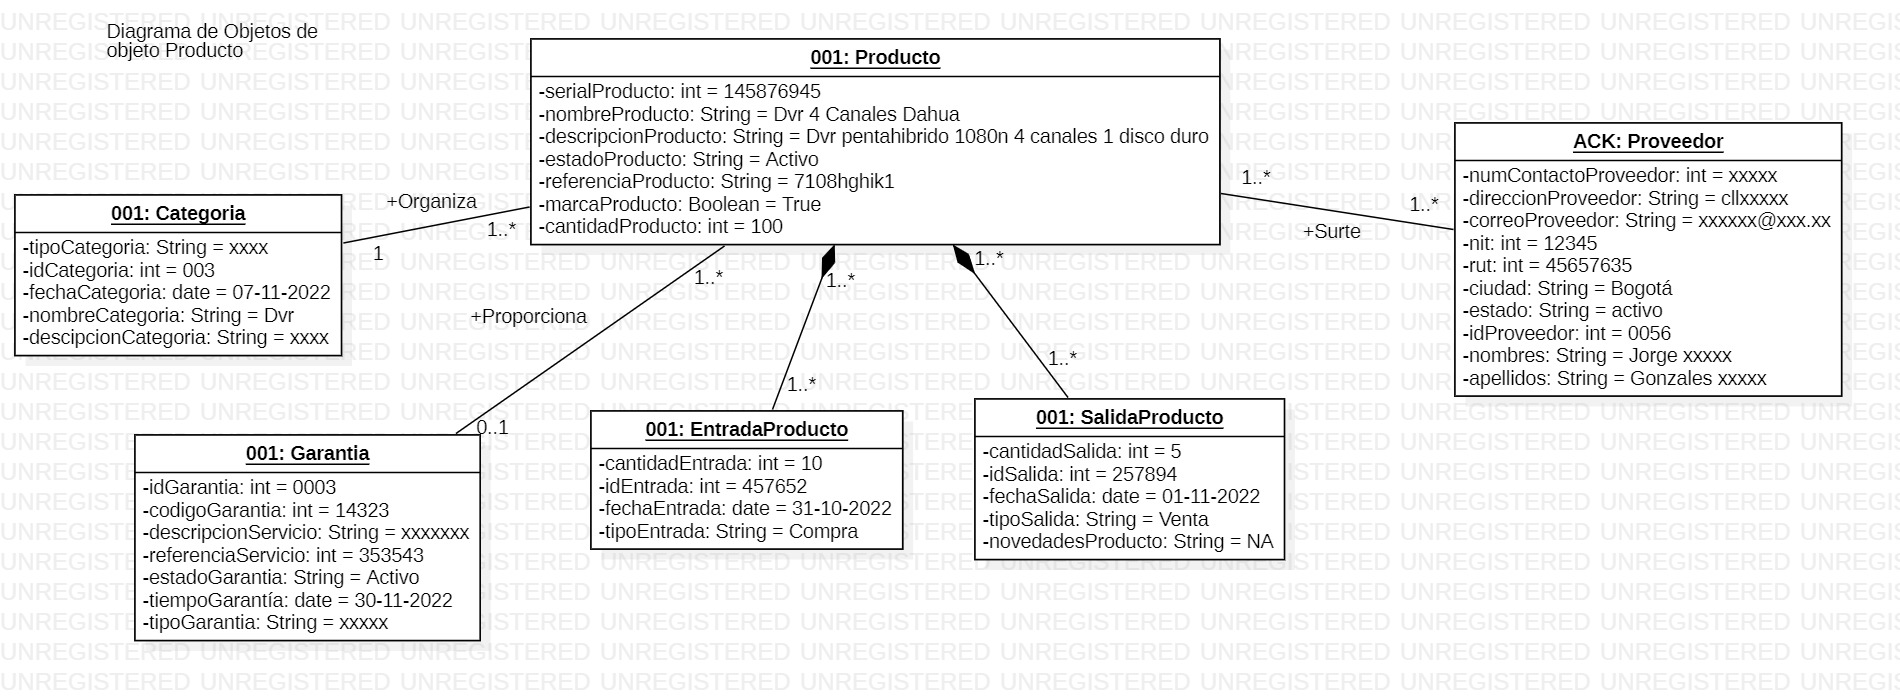 Diagrama de Objetos de
objeto Producto
001: Producto
-serialProducto: int = 145876945
-nombreProducto: String = Dvr 4 Canales Dahua
-descripcionProducto: String = Dvr pentahibrido 1080n 4 canales 1 disco duro
-estadoProducto: String = Activo
-referenciaProducto: String = 7108hghik1
-marcaProducto: Boolean = True
-cantidadProducto: int = 100
ACK: Proveedor
-numContactoProveedor: int = xxxxx
-direccionProveedor: String = cllxxxxx
-correoProveedor: String = xxxxxx@xxx.xx
-nit: int = 12345
-rut: int = 45657635
-ciudad: String = Bogotá
-estado: String = activo
-idProveedor: int = 0056
-nombres: String = Jorge xxxxx
-apellidos: String = Gonzales xxxxx
1..*
1..*
+Surte
001: Categoria
-tipoCategoria: String = xxxx
-idCategoria: int = 003
-fechaCategoria: date = 07-11-2022
-nombreCategoria: String = Dvr
-descipcionCategoria: String = xxxx
+Organiza
1..*
1
1..*
+Proporciona
0..1
1..*
1..*
1..*
1..*
001: Garantia
-idGarantia: int = 0003
-codigoGarantia: int = 14323
-descripcionServicio: String = xxxxxxx
-referenciaServicio: int = 353543
-estadoGarantia: String = Activo
-tiempoGarantía: date = 30-11-2022
-tipoGarantia: String = xxxxx
001: EntradaProducto
-cantidadEntrada: int = 10
-idEntrada: int = 457652
-fechaEntrada: date = 31-10-2022
-tipoEntrada: String = Compra
001: SalidaProducto
-cantidadSalida: int = 5
-idSalida: int = 257894
-fechaSalida: date = 01-11-2022
-tipoSalida: String = Venta
-novedadesProducto: String = NA
UNREGISTERED